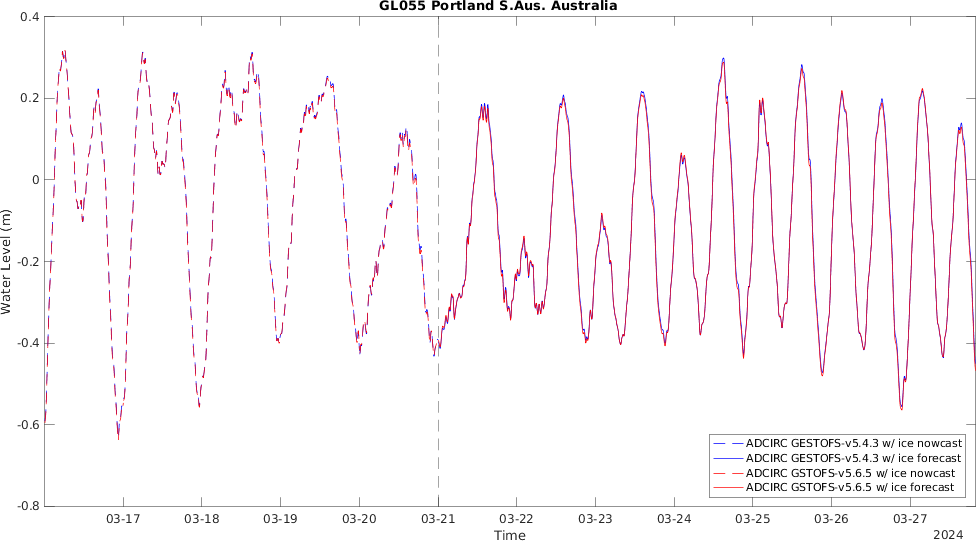 GL055 Portland S.Aus. Australia
0.4
0.2
0
-0.2
-0.4
-0.6
-0.8
Water Level (m)
ADCIRC GESTOFS-v5.4.3 w/ ice nowcast
ADCIRC GESTOFS-v5.4.3 w/ ice forecast
ADCIRC GSTOFS-v5.6.5 w/ ice nowcast
ADCIRC GSTOFS-v5.6.5 w/ ice forecast
03-17 03-18 03-19 03-20 03-21 03-22 03-23 03-24 03-25 03-26 03-27
Time
2024